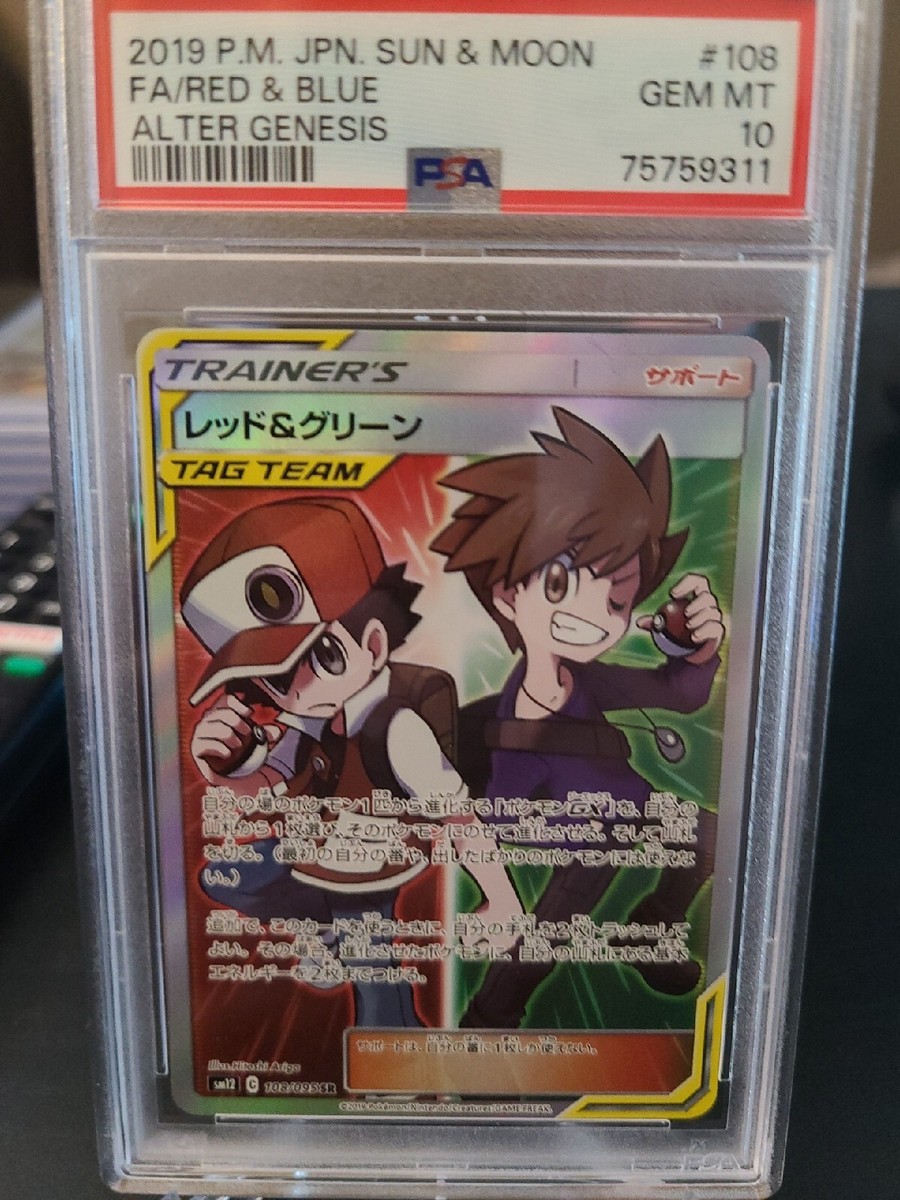 2019 P.M. JPN. SUN & MOON #108
FA/RED & BLUE GEM MT
ALTER GENESIS 10
PSA 75759311
TRAINER'S サポート
レッド&グリーン
TAG TEAM
自分の場のポケモン1匹から進化する「ポケモンGX」を、自分の
山札から1枚選び、そのポケモンにのせて進化させる。そして山札
を切る。(最初の自分の番や、出したばかりのポケモンには使えな
い。)
追加で、このカードを使うときに、自分の手札を2枚トラッシュして
よい。その場合、進化させたポケモンに、自分の山札にある基本
エネルギーを2枚までつける。
サポートは、自分の番に1枚しか使えない。
Illus. Hitoshi Ariga
sm12 C 108/095 SR
©2019 Pokémon/Nintendo/Creatures/GAME FREAK.